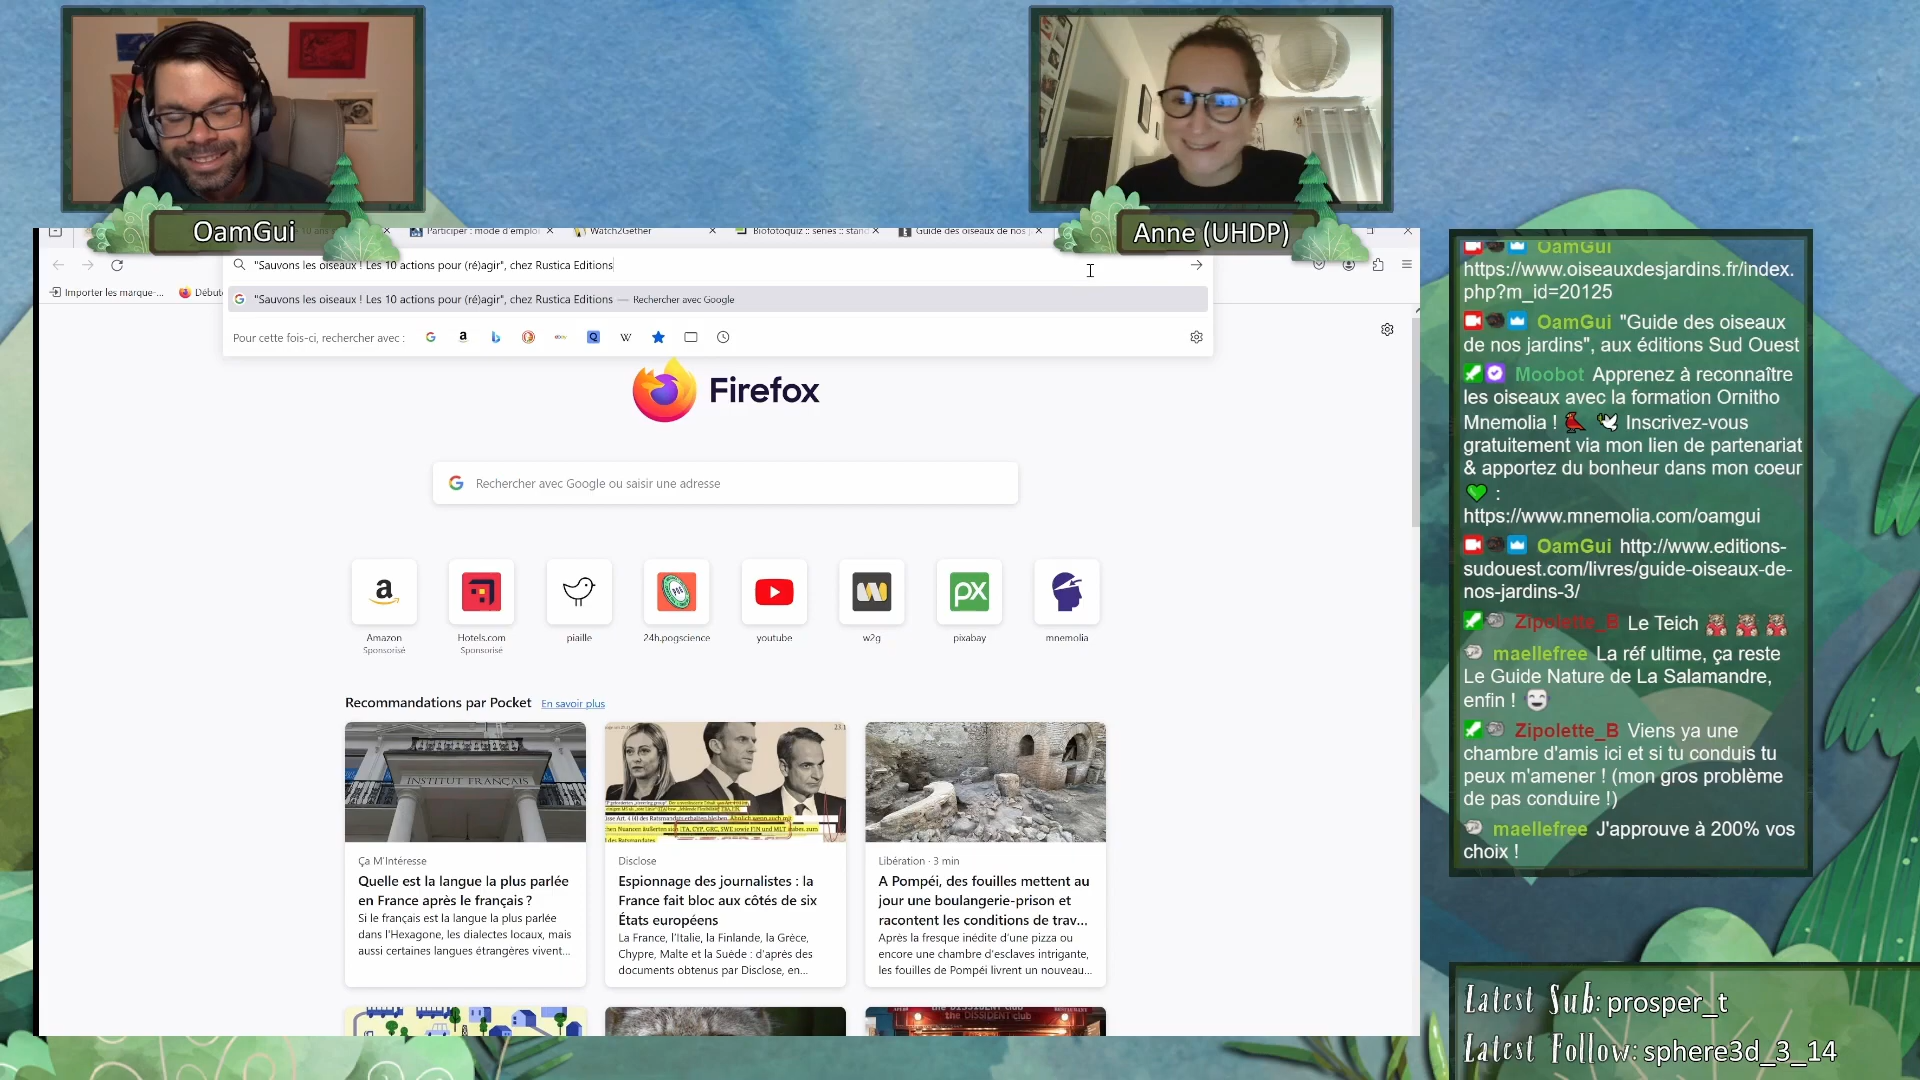 OamGui
Anne (UHDP)
Participer : mode d'emploi
Watch2Gether
Biofotoquiz :: series :: stand
Guide des oiseaux de nos
"Sauvons les oiseaux ! Les 10 actions pour (ré)agir", chez Rustica Editions
Importer les marque-...
Début
"Sauvons les oiseaux ! Les 10 actions pour (ré)agir", chez Rustica Editions — Rechercher avec Google
Pour cette fois-ci, rechercher avec :
Firefox
Rechercher avec Google ou saisir une adresse
Amazon
Sponsorisé
Hotels.com
Sponsorisé
piaille
24h.pogscience
youtube
w2g
pixabay
mnemolia
Recommandations par Pocket En savoir plus
INSTITUT FRANÇAIS
Ça M'Intéresse
Quelle est la langue la plus parlée
en France après le français ?
Si le français est la langue la plus parlée
dans l'Hexagone, les dialectes locaux, mais
aussi certaines langues étrangères vivent...
Disclose
Espionnage des journalistes : la
France fait bloc aux côtés de six
États européens
La France, l'Italie, la Finlande, la Grèce,
Chypre, Malte et la Suède : d'après des
documents obtenus par Disclose, en...
Libération · 3 min
A Pompéi, des fouilles mettent au
jour une boulangerie-prison et
racontent les conditions de trav...
Après la fresque inédite d'une pizza ou
encore une chambre d'esclaves irriguante,
les fouilles de Pompéi livrent un nouveau...
the DISSIDENT club
OamGui
https://www.oiseauxdesjardins.fr/index.
php?m_id=20125
OamGui "Guide des oiseaux
de nos jardins", aux éditions Sud Ouest
Moobot Apprenez à reconnaître
les oiseaux avec la formation Ornitho
Mnemolia ! Inscrivez-vous
gratuitement via mon lien de partenariat
& apportez du bonheur dans mon coeur
:
https://www.mnemolia.com/oamgui
OamGui http://www.editions-
sudouest.com/livres/guide-oiseaux-de-
nos-jardins-3/
Zipolette_B Le Teich
maellefree La réf ultime, ça reste
Le Guide Nature de La Salamandre,
enfin !
Zipolette_B Viens ya une
chambre d'amis ici et si tu conduis tu
peux m'amener ! (mon gros problème
de pas conduire !)
maellefree J'approuve à 200% vos
choix !
Latest Sub: prosper_t
Latest Follow: sphere3d_3_14